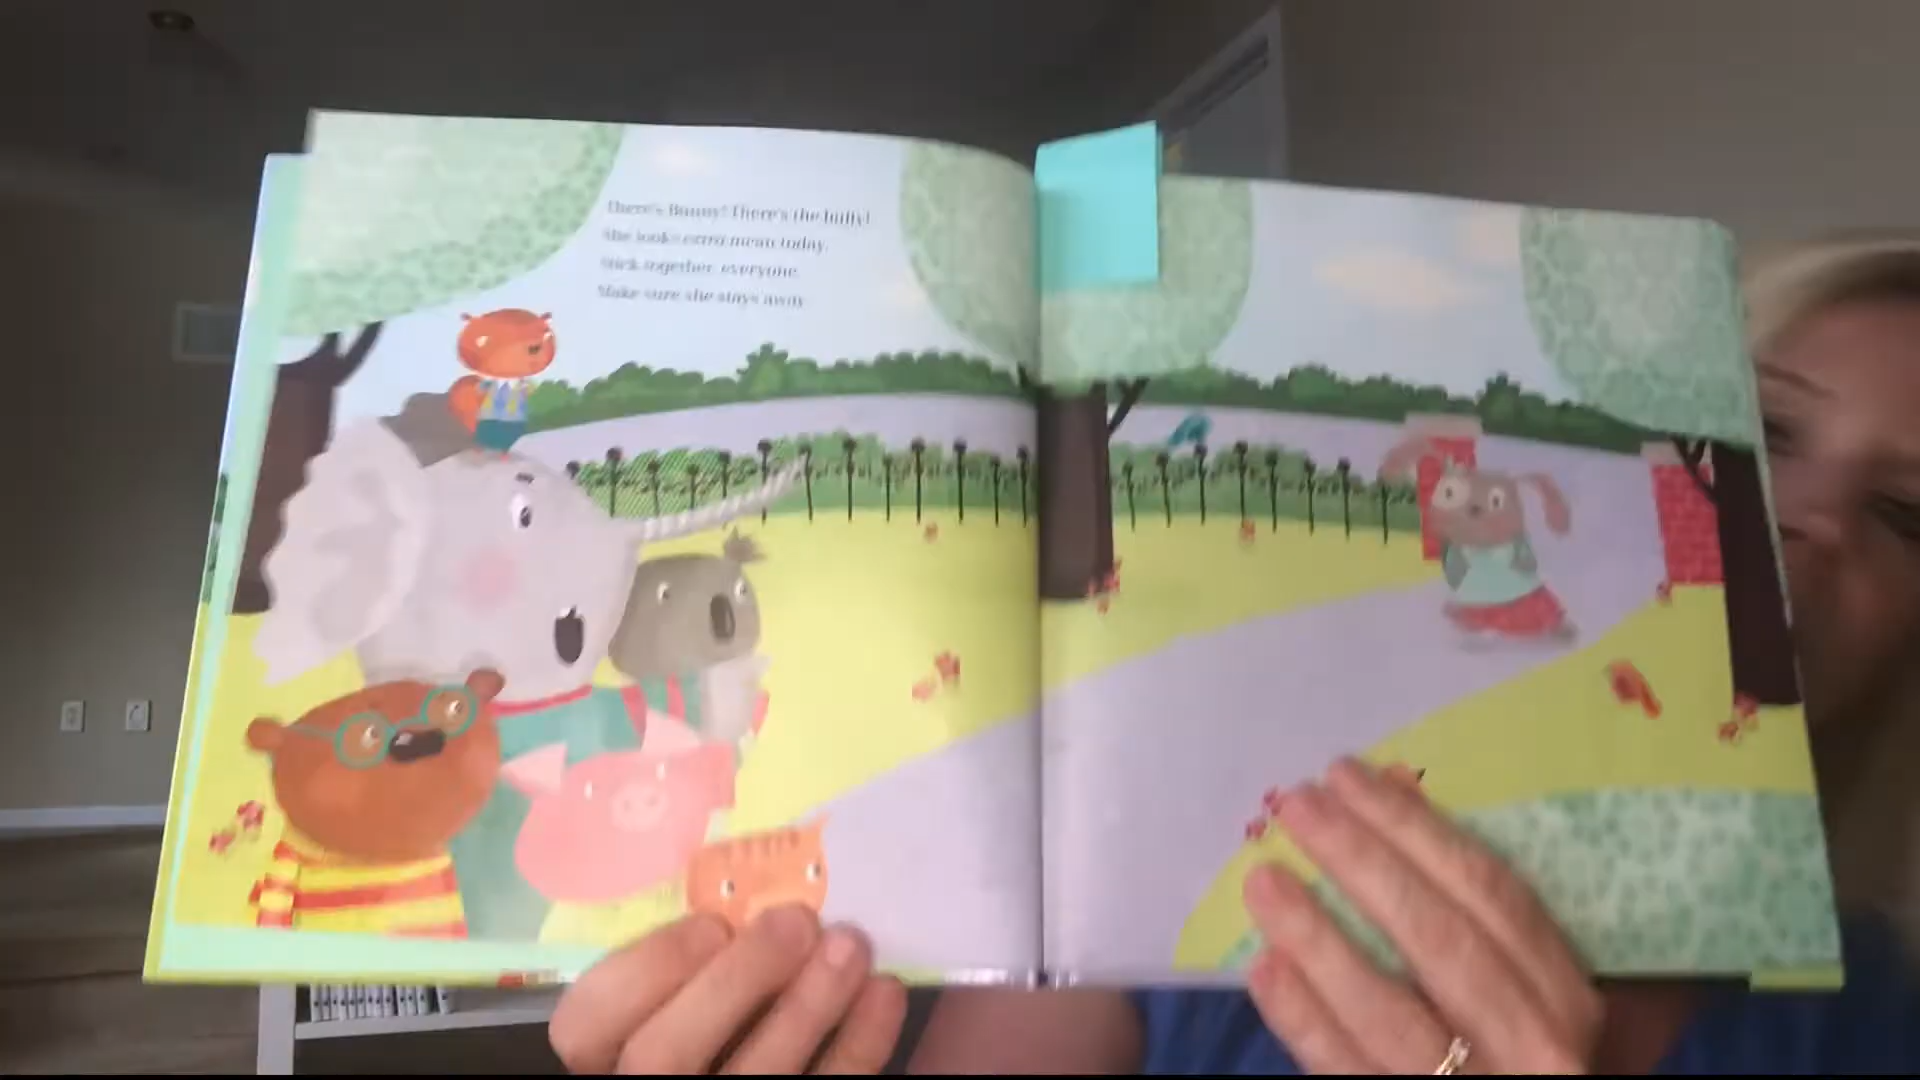 There's Bunny! There's the bully!
She looks extra mean today.
Stick together, everyone.
Make sure she stays away.